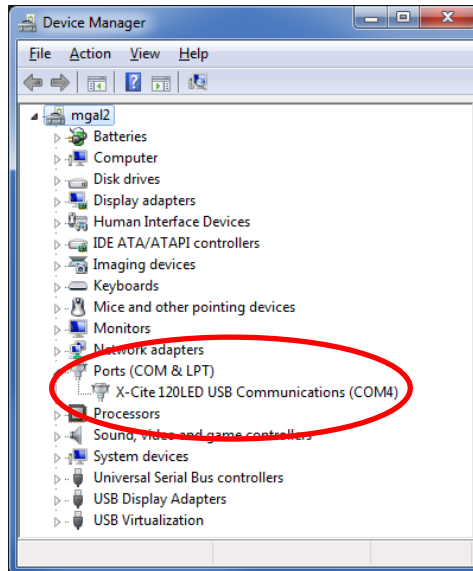 Device Manager
File Action View Help
mgal2
Batteries
Computer
Disk drives
Display adapters
Human Interface Devices
IDE ATA/ATAPI controllers
Imaging devices
Keyboards
Mice and other pointing devices
Monitors
Network adapters
Ports (COM & LPT)
X-Cite 120LED USB Communications (COM4)
Processors
Sound, video and game controllers
System devices
Universal Serial Bus controllers
USB Display Adapters
USB Virtualization